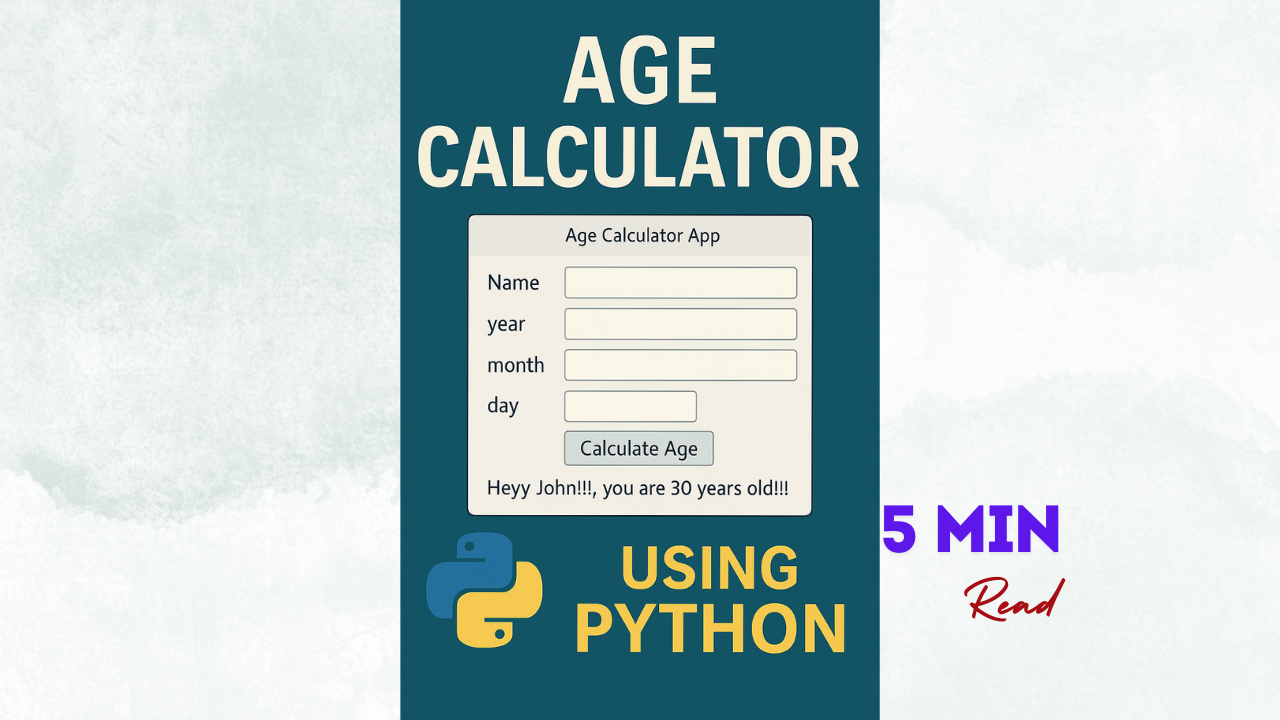 AGE
CALCULATOR
Age Calculator App
Name
year
month
day
Calculate Age
Heyy John!!!, you are 30 years old!!!
USING
PYTHON
5 MIN
Read